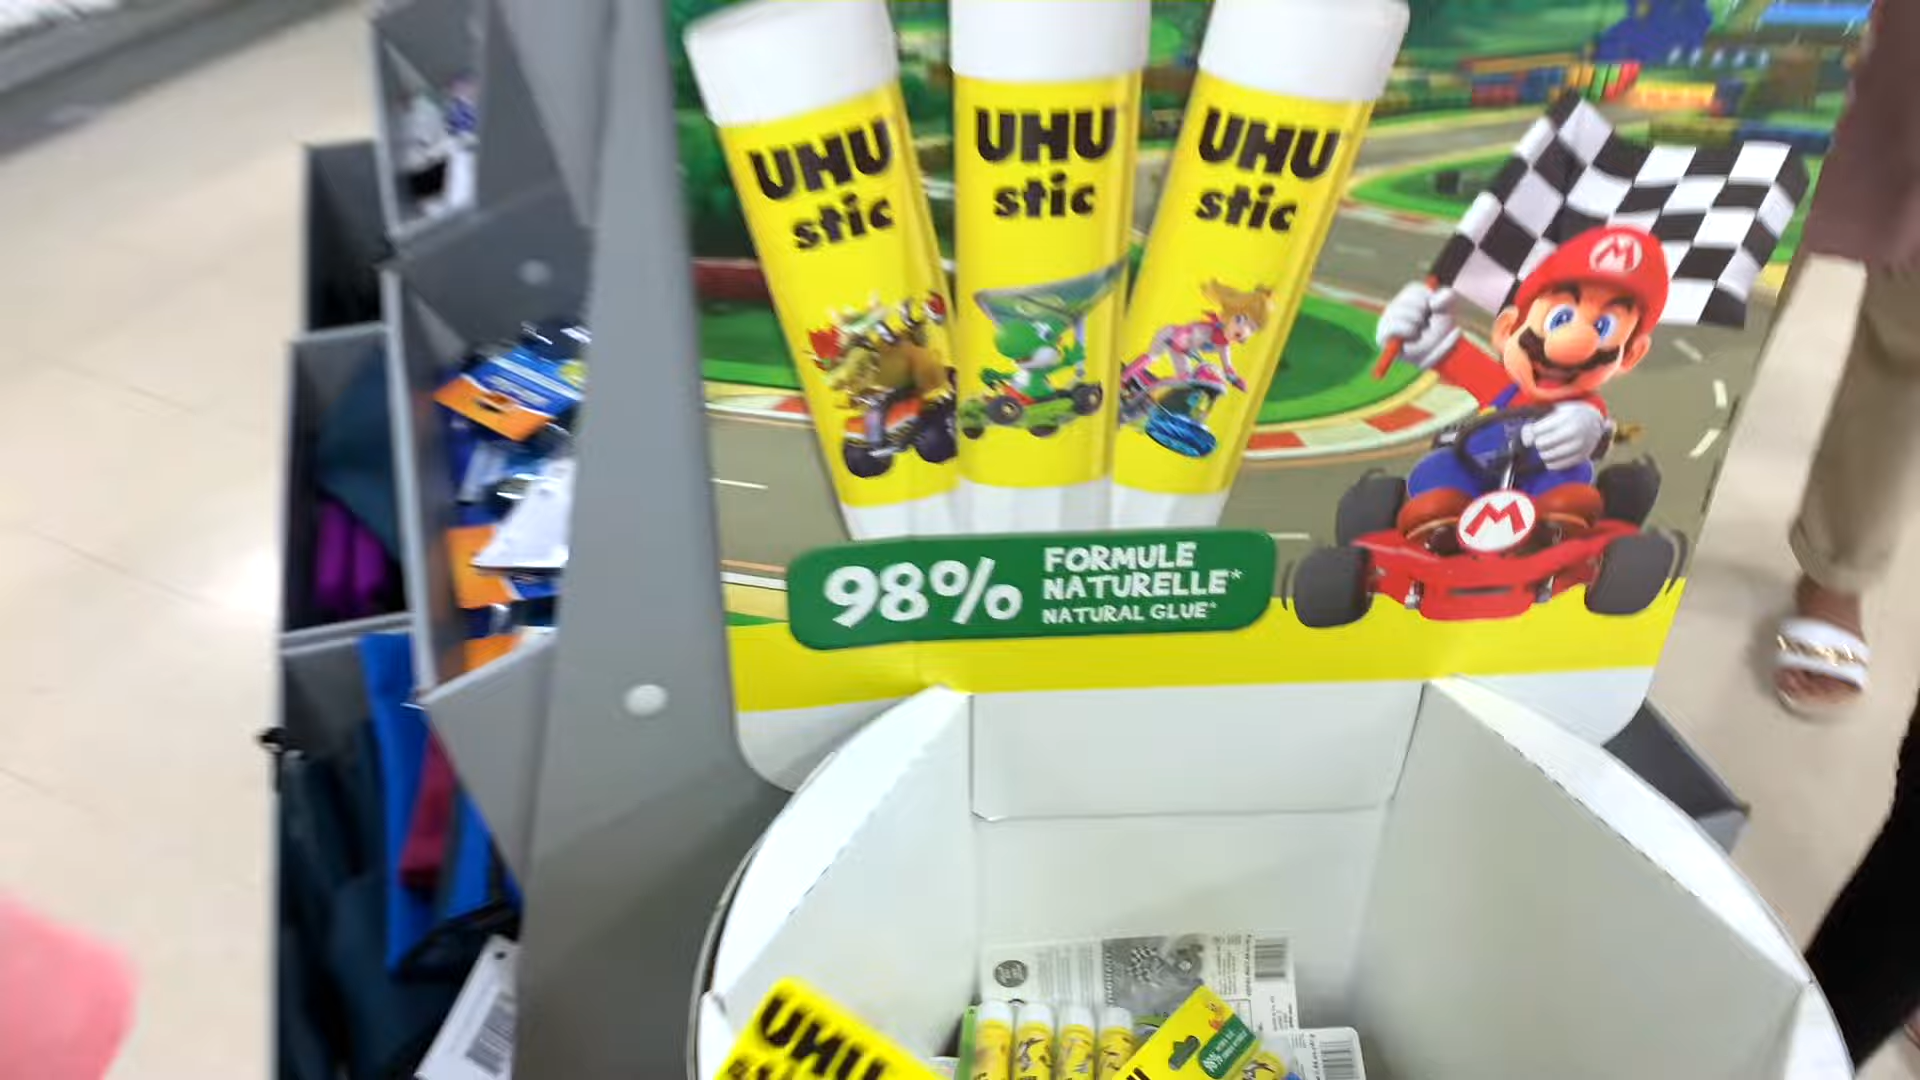 UHU
stic
UHU
stic
UHU
stic
M
M
98%
FORMULE
NATURELLE*
NATURAL GLUE*
UHU